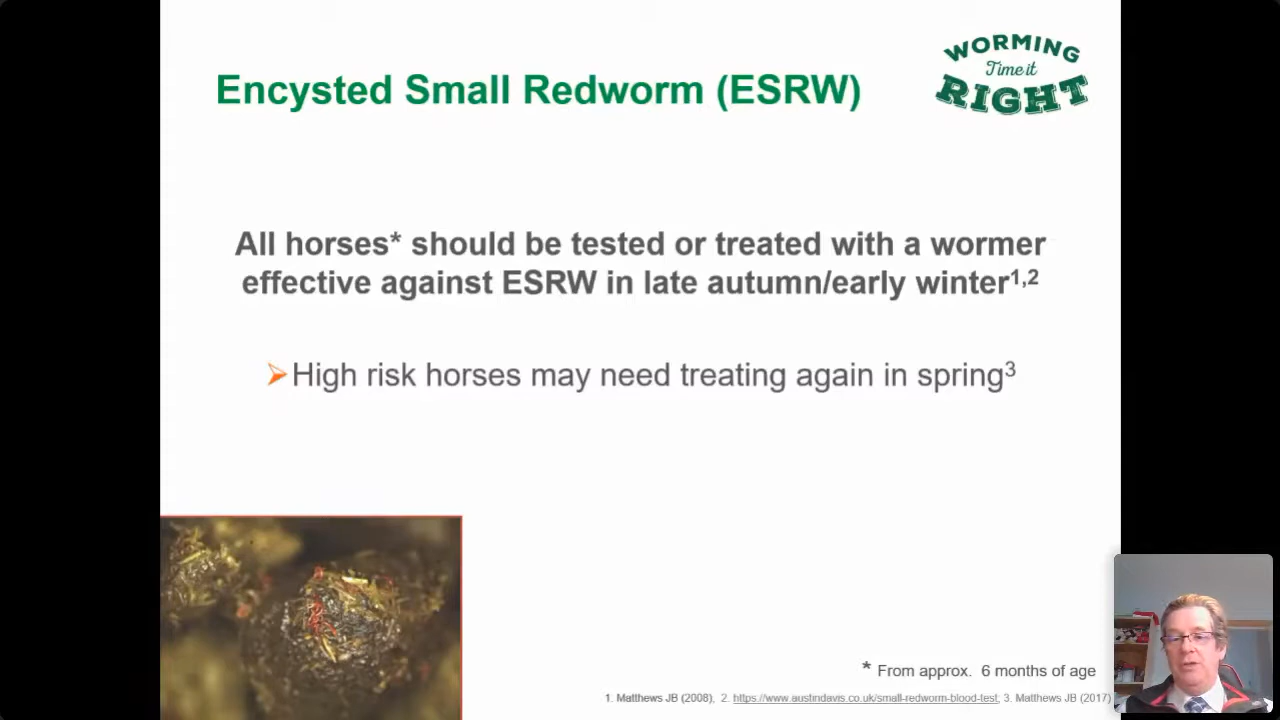 Encysted Small Redworm (ESRW)
WORMING
Time it
RIGHT
All horses* should be tested or treated with a wormer
effective against ESRW in late autumn/early winter1,2
High risk horses may need treating again in spring3
* From approx. 6 months of age
1. Matthews JB (2008), 2. https://www.austindavis.co.uk/small-redworm-blood-test, 3. Matthews JB (2017)